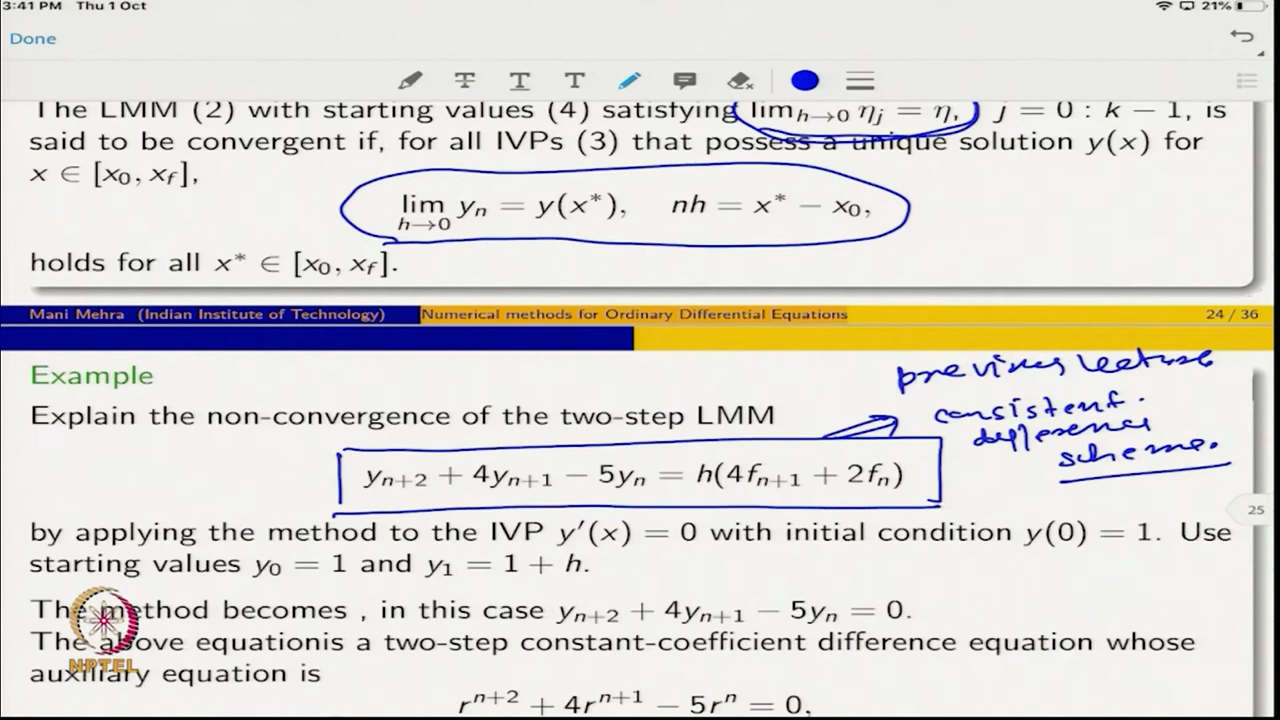 3:41 PM Thu 1 Oct 21%
Done
The LMM (2) with starting values (4) satisfying lim_{h→0} η_j = η, j = 0 : k − 1, is
said to be convergent if, for all IVPs (3) that possess a unique solution y(x) for
x ∈ [x_0, x_f],
lim_{h→0} y_n = y(x*), nh = x* − x_0,
holds for all x* ∈ [x_0, x_f].
Mani Mehra (Indian Institute of Technology) Numerical methods for Ordinary Differential Equations 24 / 36
previous lecture
Example
consistent.
Explain the non-convergence of the two-step LMM
difference
scheme.
y_{n+2} + 4y_{n+1} − 5y_n = h(4f_{n+1} + 2f_n)
25
by applying the method to the IVP y′(x) = 0 with initial condition y(0) = 1. Use
starting values y_0 = 1 and y_1 = 1 + h.
The method becomes , in this case y_{n+2} + 4y_{n+1} − 5y_n = 0.
The above equationis a two-step constant-coefficient difference equation whose
auxiliary equation is
NPTEL
r^{n+2} + 4r^{n+1} − 5r^n = 0,